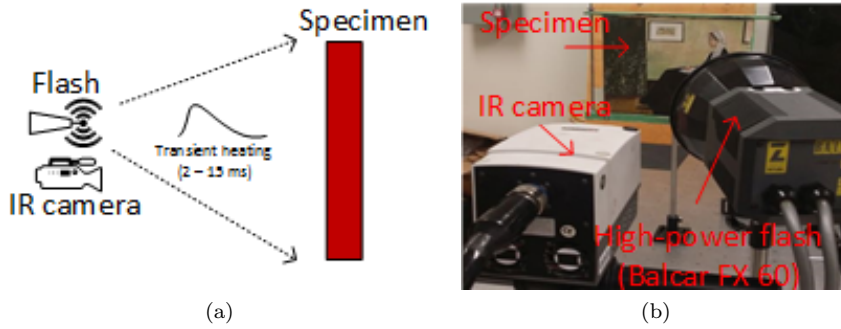 Specimen
Flash
Transient heating
(2 – 15 ms)
IR camera
(a)
Specimen
IR camera
High-power flash
(Balcar FX 60)
(b)